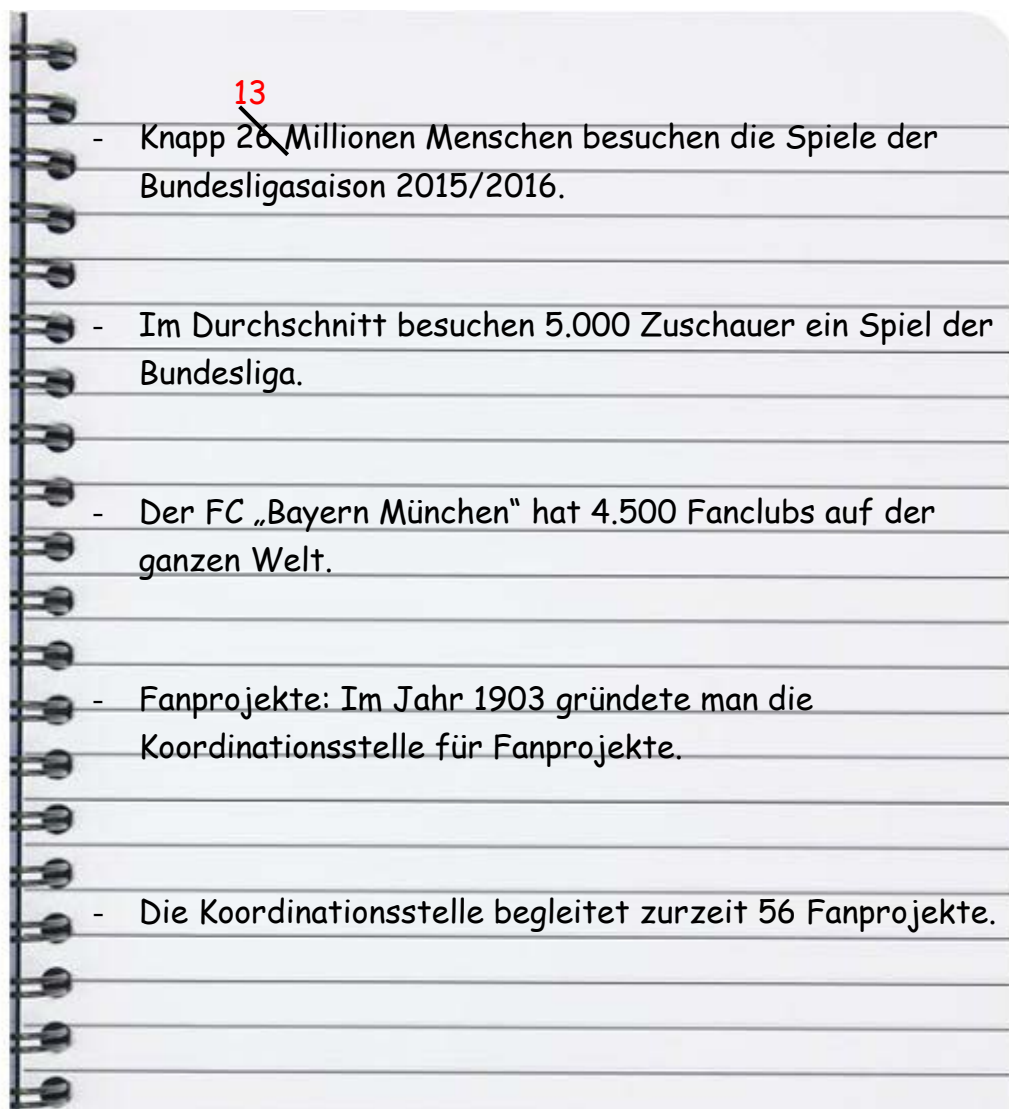 13
- Knapp 26 Millionen Menschen besuchen die Spiele der
Bundesligasaison 2015/2016.
- Im Durchschnitt besuchen 5.000 Zuschauer ein Spiel der
Bundesliga.
- Der FC „Bayern München“ hat 4.500 Fanclubs auf der
ganzen Welt.
- Fanprojekte: Im Jahr 1903 gründete man die
Koordinationsstelle für Fanprojekte.
- Die Koordinationsstelle begleitet zurzeit 56 Fanprojekte.